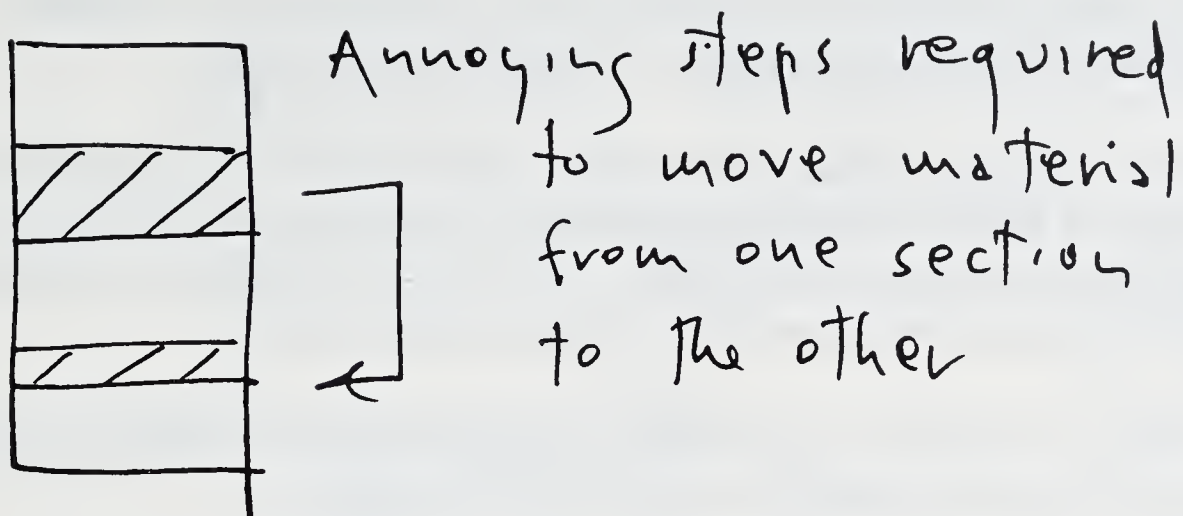 Annoying steps required
to move material
from one section
to the other